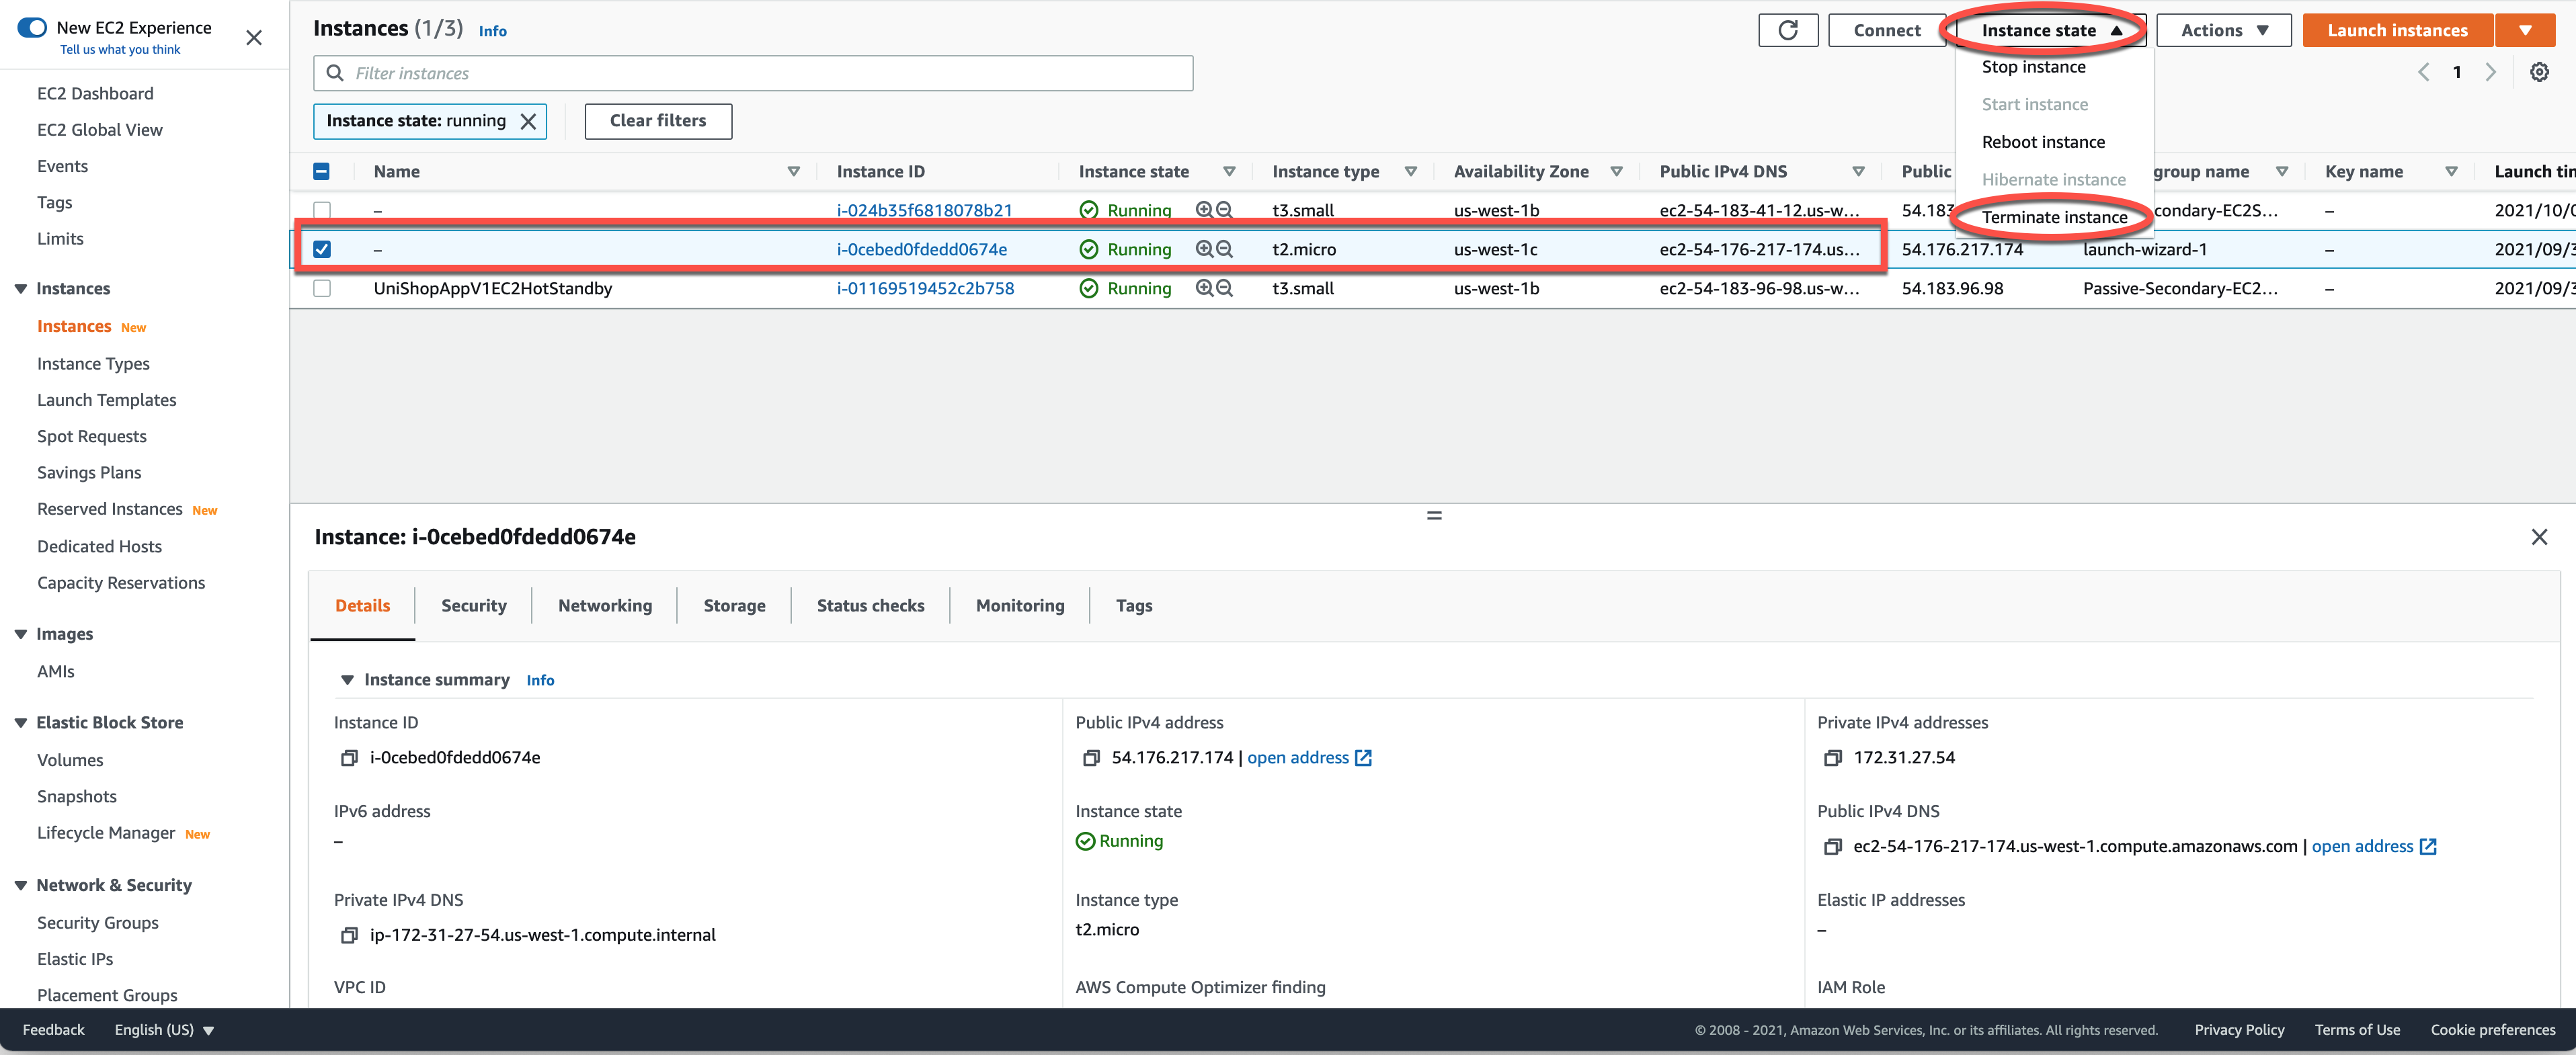 New EC2 Experience
Tell us what you think
EC2 Dashboard
EC2 Global View
Events
Tags
Limits
Instances
Instances New
Instance Types
Launch Templates
Spot Requests
Savings Plans
Reserved Instances New
Dedicated Hosts
Capacity Reservations
Images
AMIs
Elastic Block Store
Volumes
Snapshots
Lifecycle Manager New
Network & Security
Security Groups
Elastic IPs
Placement Groups
Instances (1/3) Info
Connect Instance state Actions Launch instances
Filter instances
1
Instance state: running Clear filters
Stop instance
Start instance
Reboot instance
Hibernate instance
Terminate instance
Name Instance ID Instance state Instance type Availability Zone Public IPv4 DNS Public group name Key name Launch tim
– i-024b35f6818078b21 Running t3.small us-west-1b ec2-54-183-41-12.us-w... 54.183 condary-EC2S... – 2021/10/0
– i-0cebed0fdedd0674e Running t2.micro us-west-1c ec2-54-176-217-174.us... 54.176.217.174 launch-wizard-1 – 2021/09/3
UniShopAppV1EC2HotStandby i-01169519452c2b758 Running t3.small us-west-1b ec2-54-183-96-98.us-w... 54.183.96.98 Passive-Secondary-EC2... – 2021/09/3
Instance: i-0cebed0fdedd0674e
Details Security Networking Storage Status checks Monitoring Tags
Instance summary Info
Instance ID
i-0cebed0fdedd0674e
Public IPv4 address
54.176.217.174 | open address
Private IPv4 addresses
172.31.27.54
IPv6 address
–
Instance state
Running
Public IPv4 DNS
ec2-54-176-217-174.us-west-1.compute.amazonaws.com | open address
Private IPv4 DNS
ip-172-31-27-54.us-west-1.compute.internal
Instance type
t2.micro
Elastic IP addresses
–
VPC ID
AWS Compute Optimizer finding
IAM Role
Feedback English (US) © 2008 - 2021, Amazon Web Services, Inc. or its affiliates. All rights reserved. Privacy Policy Terms of Use Cookie preferences